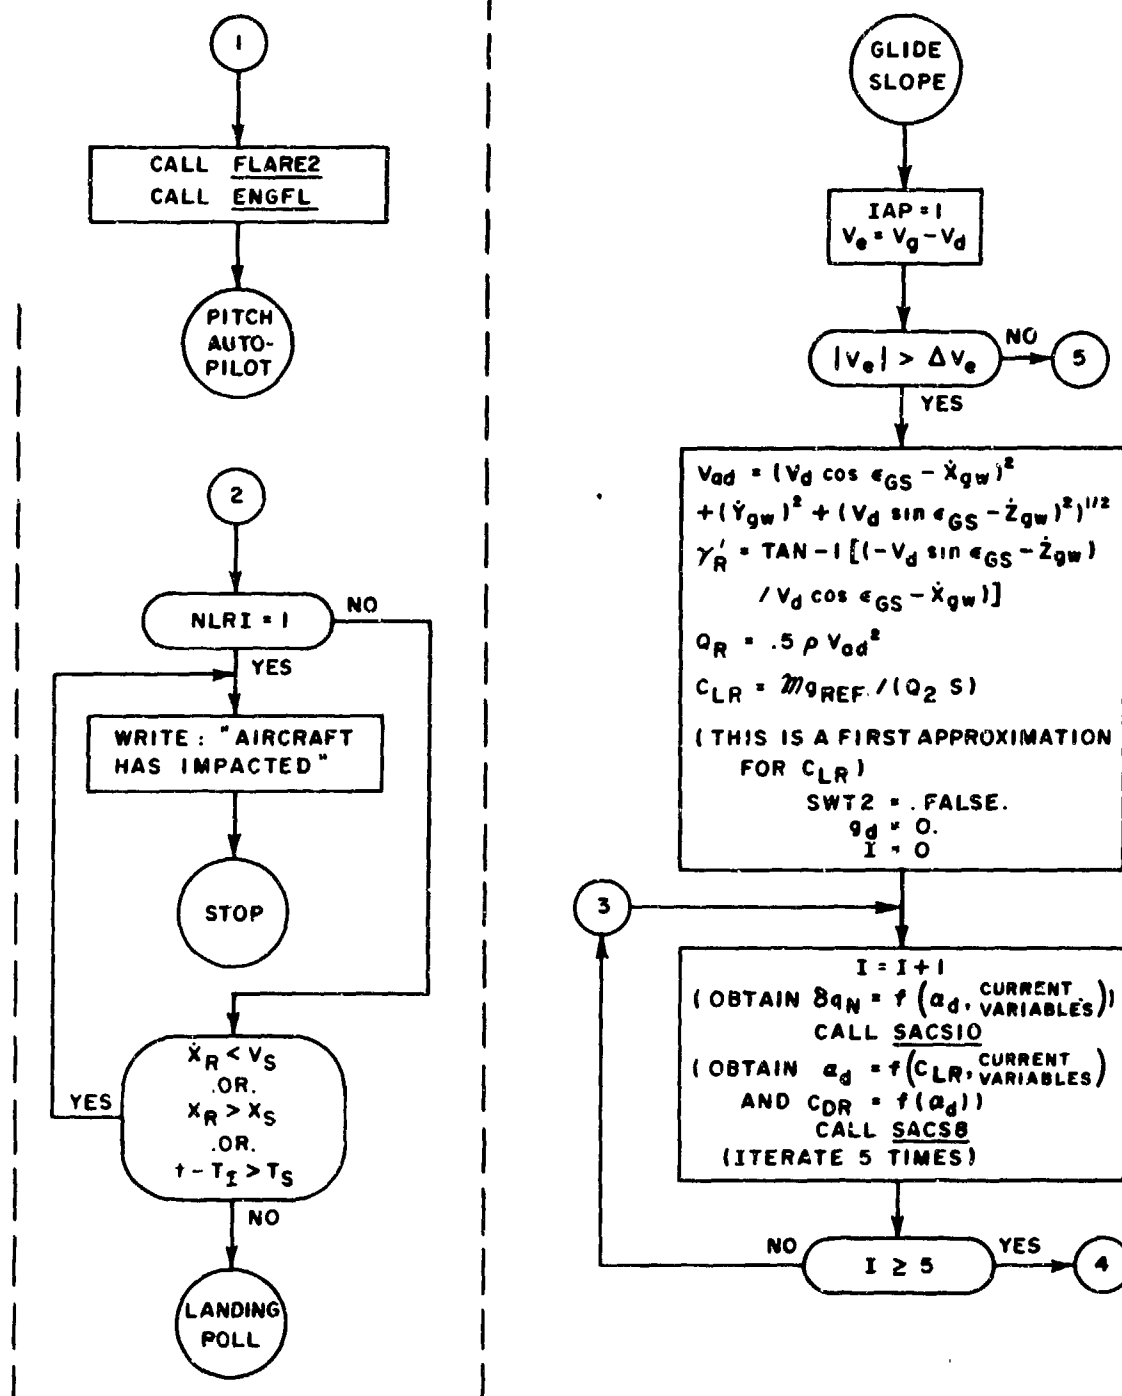 1
CALL FLARE2
CALL ENGFL
PITCH
AUTO-
PILOT
2
NLRI = 1
NO
YES
WRITE: "AIRCRAFT
HAS IMPACTED"
STOP
Ẋ_R < V_S
.OR.
X_R > X_S
.OR.
t - T_I > T_S
YES
NO
LANDING
POLL
GLIDE
SLOPE
IAP = 1
V_e = V_g - V_d
|V_e| > ΔV_e
NO
5
YES
V_ad = (V_d cos ϵ_GS - Ẋ_gw)²
+ (Ẏ_gw)² + (V_d sin ϵ_GS - Ż_gw)²)^1/2
γ'_R = TAN-1 [(-V_d sin ϵ_GS - Ż_gw)
/ V_d cos ϵ_GS - Ẋ_gw)]
Q_R = .5 ρ V_ad²
C_LR = mg_REF. / (Q_2 S)
(THIS IS A FIRST APPROXIMATION
FOR C_LR)
SWT2 = .FALSE.
g_d = 0.
I = 0
3
I = I + 1
(OBTAIN δq_N = f (α_d, CURRENT VARIABLES))
CALL SACS10
(OBTAIN α_d = f (C_LR, CURRENT VARIABLES)
AND C_DR = f(α_d))
CALL SACS8
(ITERATE 5 TIMES)
NO
I ≥ 5
YES
4